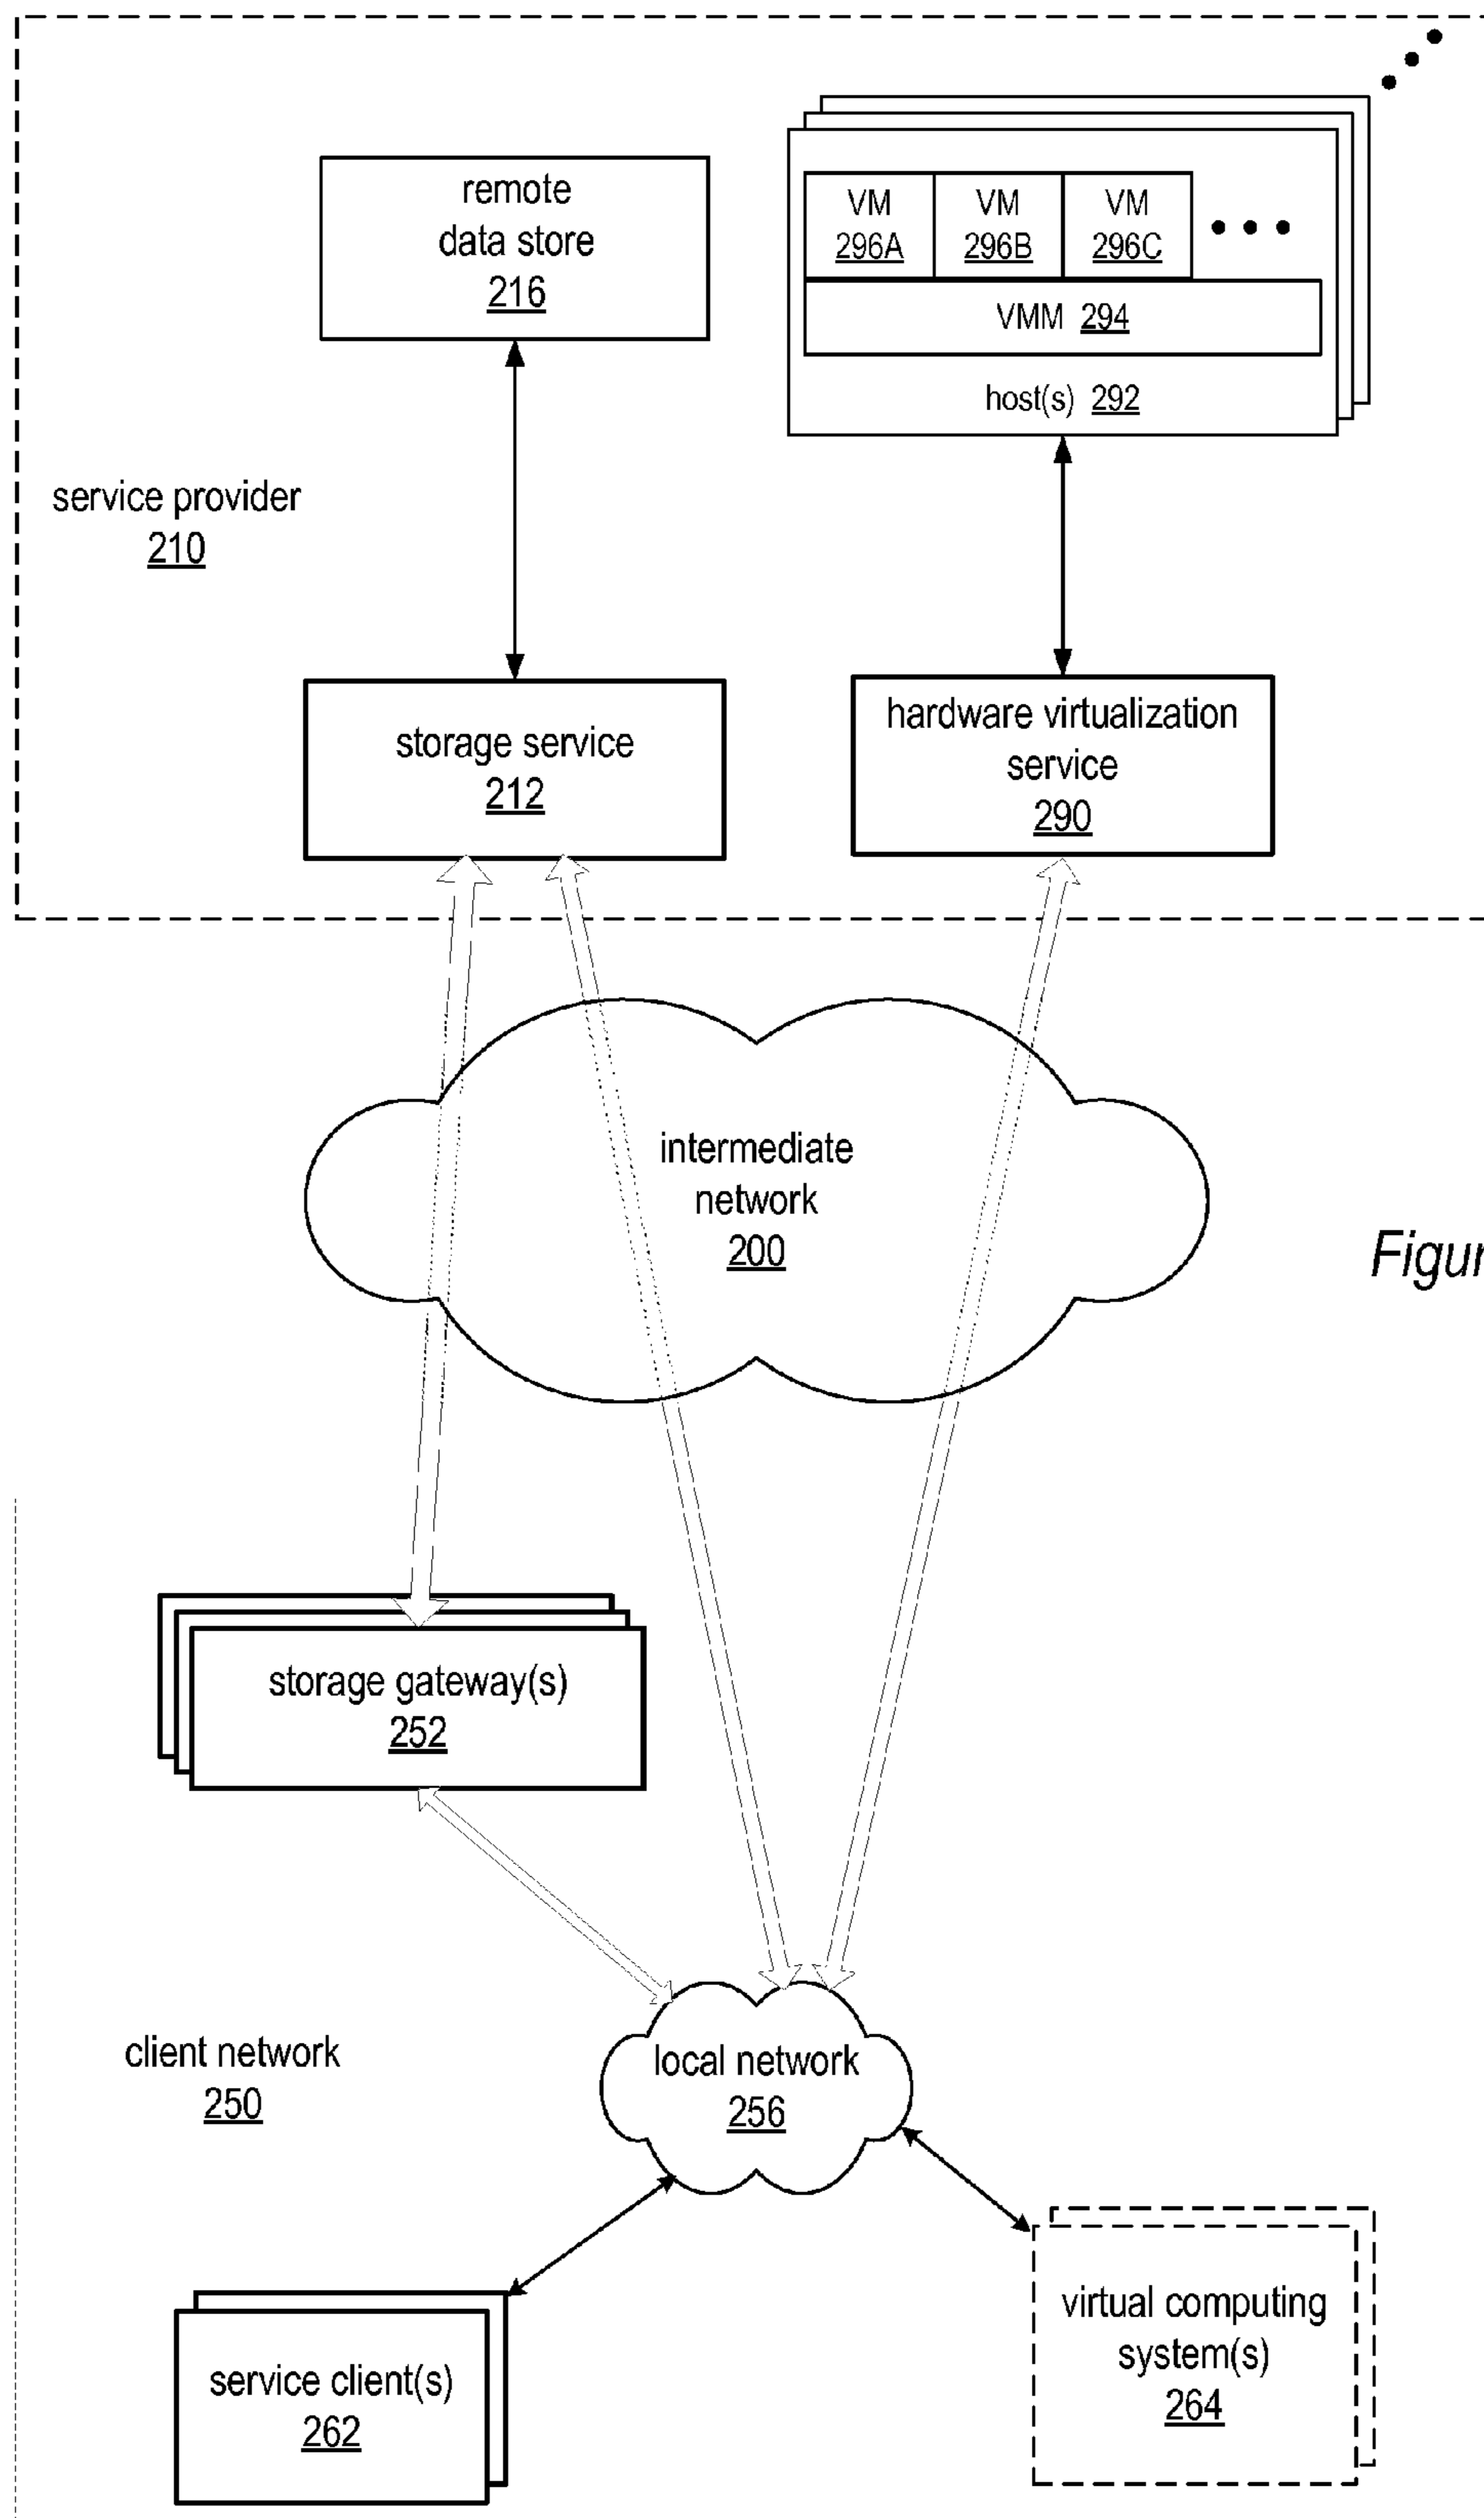 remote
data store
216
VM
296A
VM
296B
VM
296C
VMM 294
host(s) 292
service provider
210
storage service
212
hardware virtualization
service
290
intermediate
network
200
Figur
storage gateway(s)
252
client network
250
local network
256
service client(s)
262
virtual computing
system(s)
264